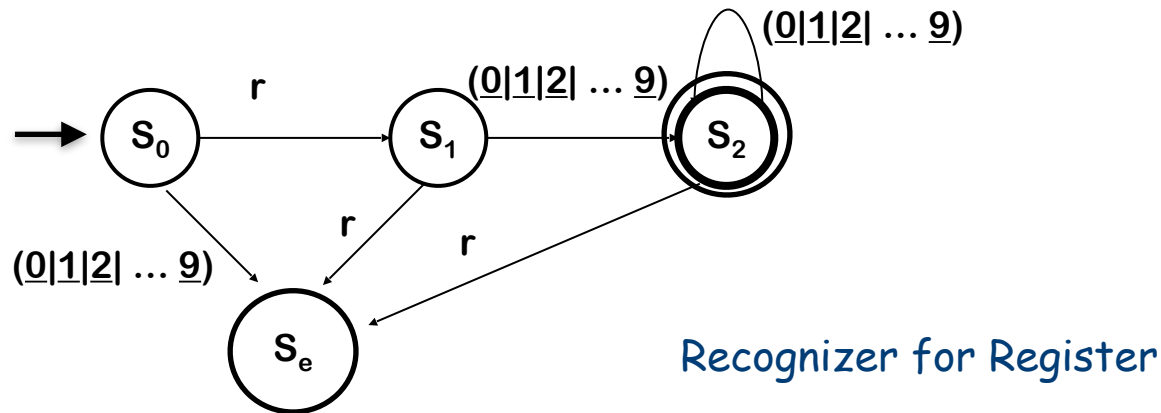 (0|1|2| ... 9)
(0|1|2| ... 9)
r
S0
S1
S2
r
r
(0|1|2| ... 9)
Se
Recognizer for Register